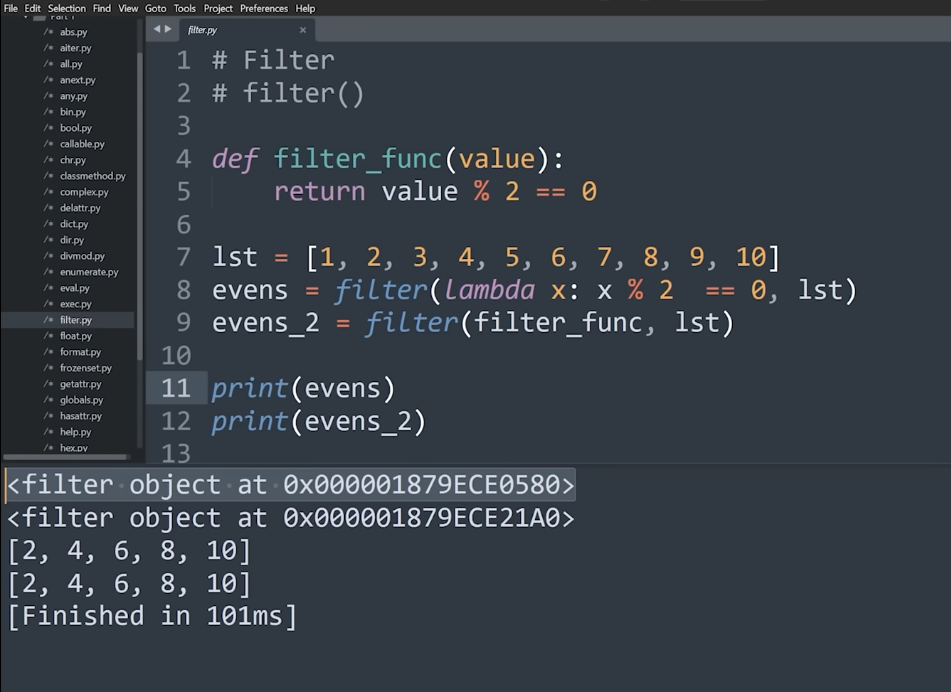 File Edit Selection Find View Goto Tools Project Preferences Help
Part 1
/* abs.py
/* aiter.py
/* all.py
/* anext.py
/* any.py
/* bin.py
/* bool.py
/* callable.py
/* chr.py
/* classmethod.py
/* complex.py
/* delattr.py
/* dict.py
/* dir.py
/* divmod.py
/* enumerate.py
/* eval.py
/* exec.py
/* filter.py
/* float.py
/* format.py
/* frozenset.py
/* getattr.py
/* globals.py
/* hasattr.py
/* help.py
/* hex.py
filter.py ×
1 # Filter
2 # filter()
3
4 def filter_func(value):
5     return value % 2 == 0
6
7 lst = [1, 2, 3, 4, 5, 6, 7, 8, 9, 10]
8 evens = filter(lambda x: x % 2  == 0, lst)
9 evens_2 = filter(filter_func, lst)
10
11 print(evens)
12 print(evens_2)
13
<filter object at 0x000001879ECE0580>
<filter object at 0x000001879ECE21A0>
[2, 4, 6, 8, 10]
[2, 4, 6, 8, 10]
[Finished in 101ms]